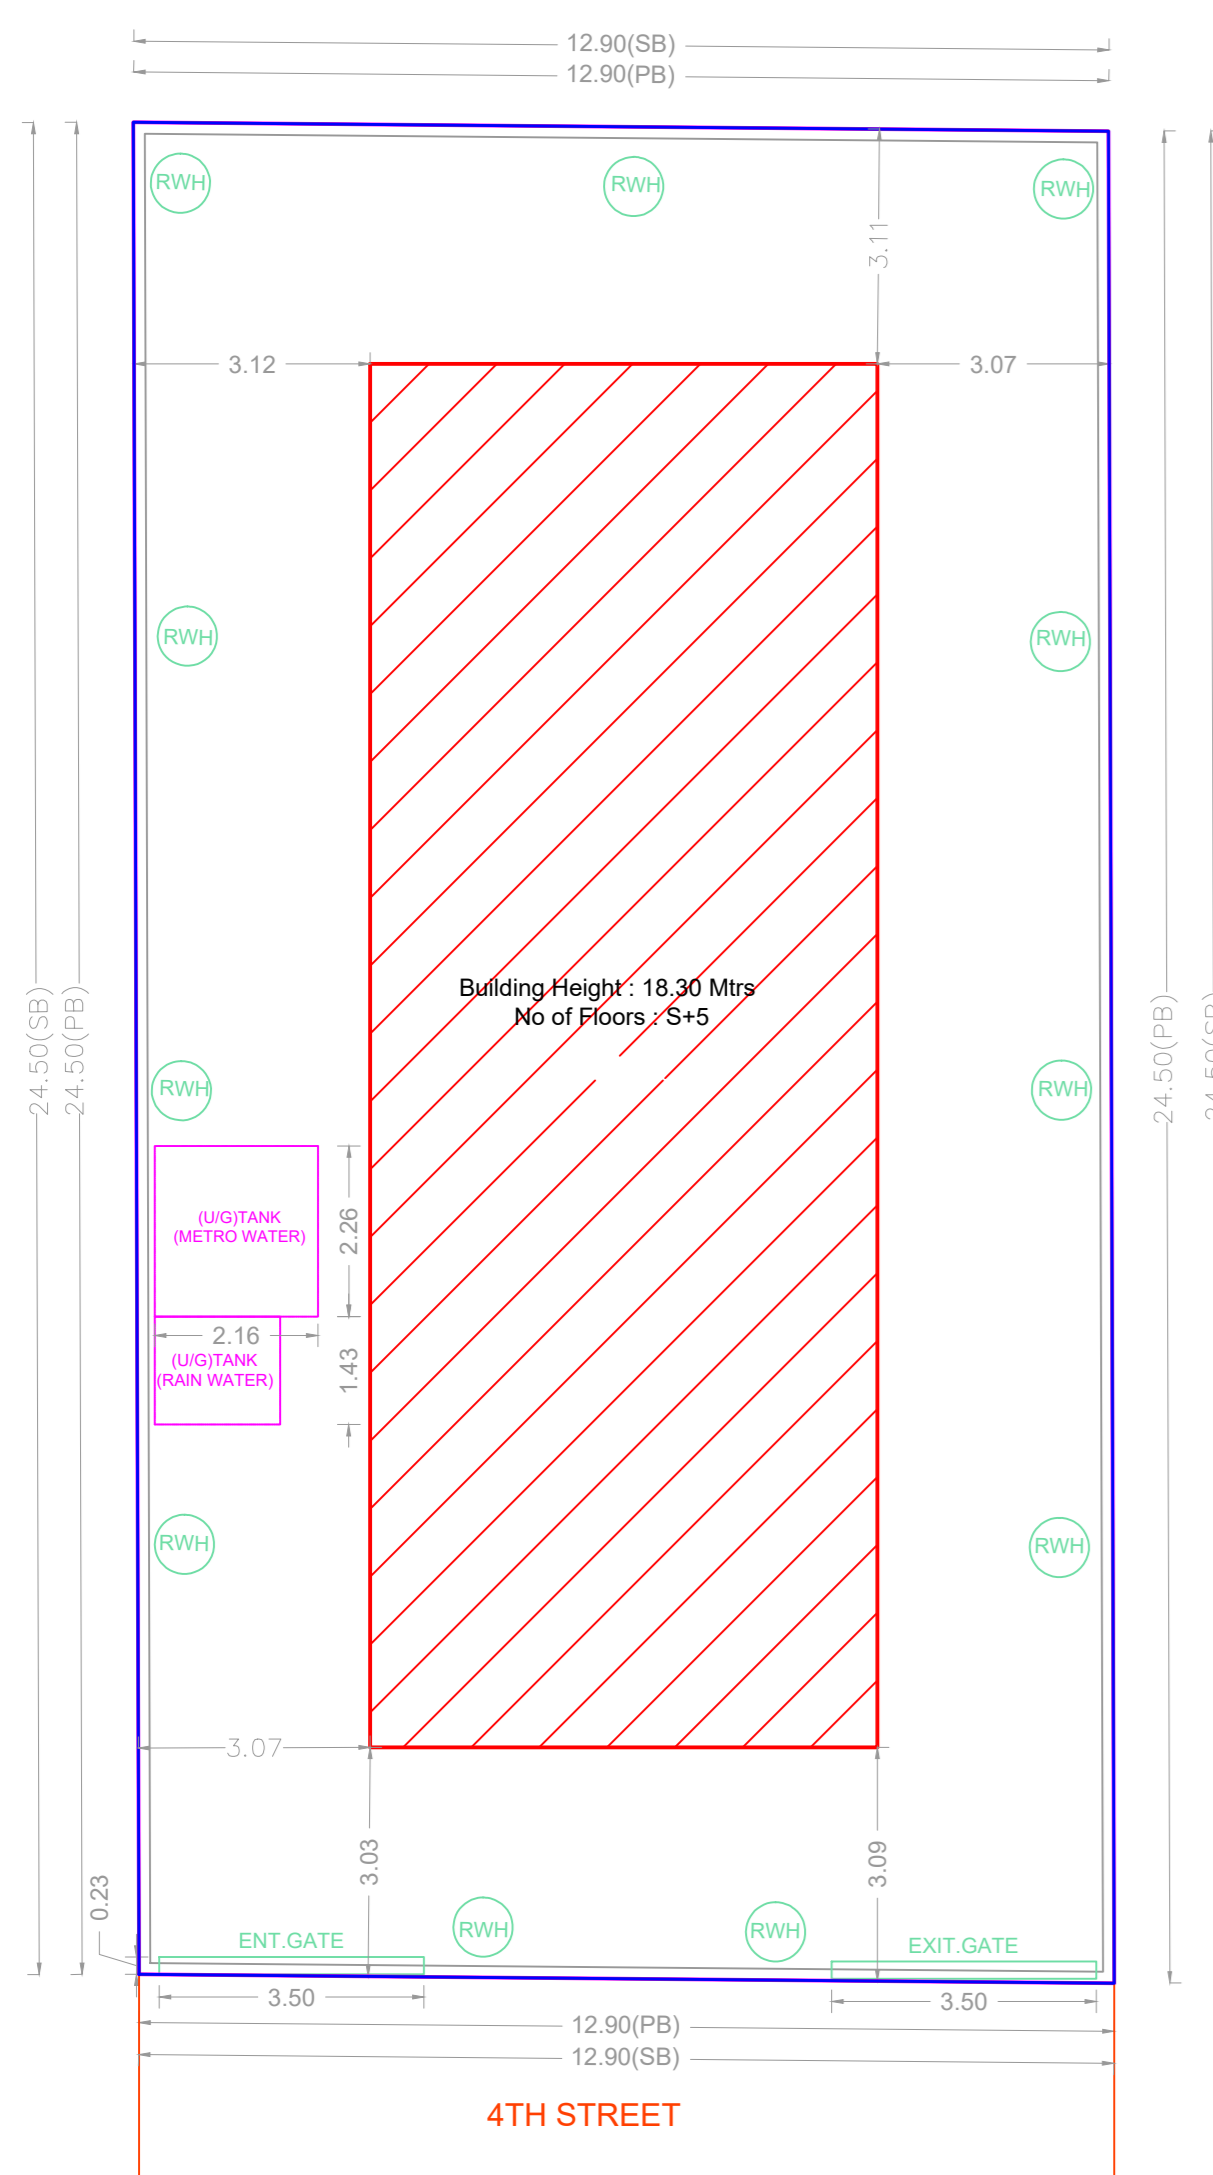 12.90(SB)
12.90(PB)
RWH
RWH
RWH
3.11
3.12
3.07
RWH
RWH
Building Height : 18.30 Mtrs
No of Floors : S+5
24.50(SB)
24.50(PB)
24.50(PB)
24.50(SB)
RWH
RWH
(U/G)TANK
(METRO WATER)
2.26
2.16
(U/G)TANK
(RAIN WATER)
1.43
RWH
RWH
3.07
3.03
3.09
0.23
RWH
RWH
ENT.GATE
EXIT.GATE
3.50
3.50
12.90(PB)
12.90(SB)
4TH STREET